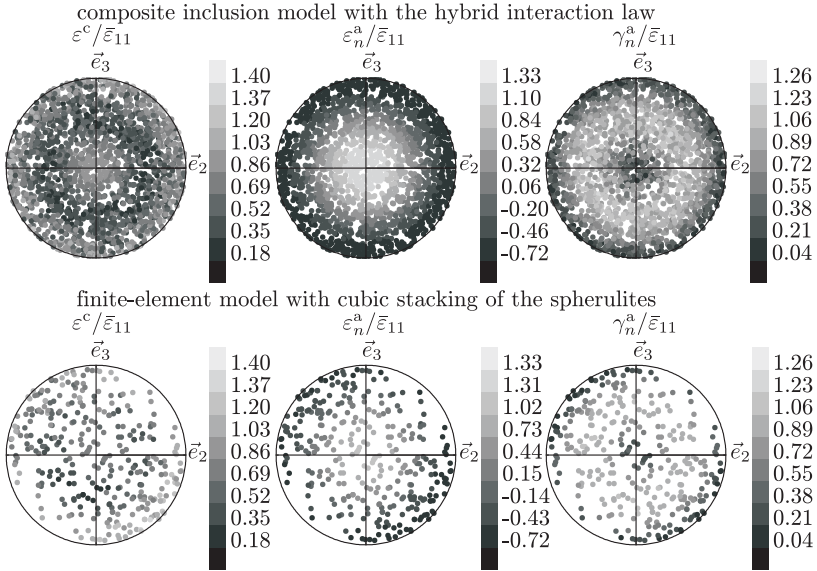 composite inclusion model with the hybrid interaction law
εᶜ/ε̄₁₁ εₙᵃ/ε̄₁₁ γₙᵃ/ε̄₁₁
e⃗₃ e⃗₃ e⃗₃
1.40 1.33 1.26
1.37 1.10 1.23
1.20 0.84 1.06
1.03 0.58 0.89
e⃗₂ 0.86 e⃗₂ 0.32 e⃗₂ 0.72
0.69 0.06 0.55
0.52 -0.20 0.38
0.35 -0.46 0.21
0.18 -0.72 0.04
finite-element model with cubic stacking of the spherulites
εᶜ/ε̄₁₁ εₙᵃ/ε̄₁₁ γₙᵃ/ε̄₁₁
e⃗₃ e⃗₃ e⃗₃
1.40 1.33 1.26
1.37 1.31 1.23
1.20 1.02 1.06
1.03 0.73 0.89
e⃗₂ 0.86 e⃗₂ 0.44 e⃗₂ 0.72
0.69 0.15 0.55
0.52 -0.14 0.38
0.35 -0.43 0.21
0.18 -0.72 0.04